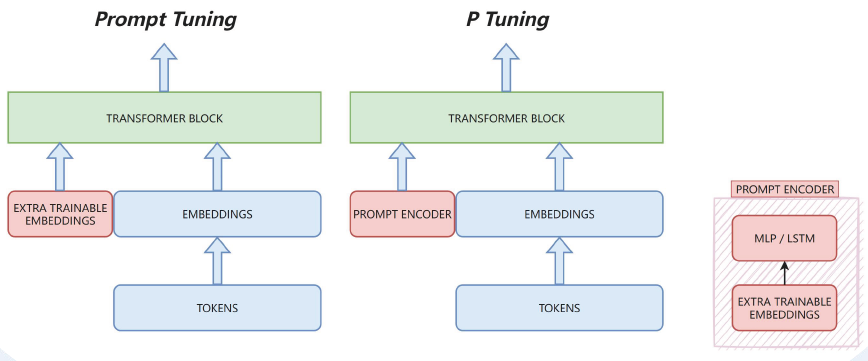 Prompt Tuning
P Tuning
TRANSFORMER BLOCK
TRANSFORMER BLOCK
EXTRA TRAINABLE
EMBEDDINGS
EMBEDDINGS
PROMPT ENCODER
EMBEDDINGS
TOKENS
TOKENS
PROMPT ENCODER
MLP / LSTM
EXTRA TRAINABLE
EMBEDDINGS